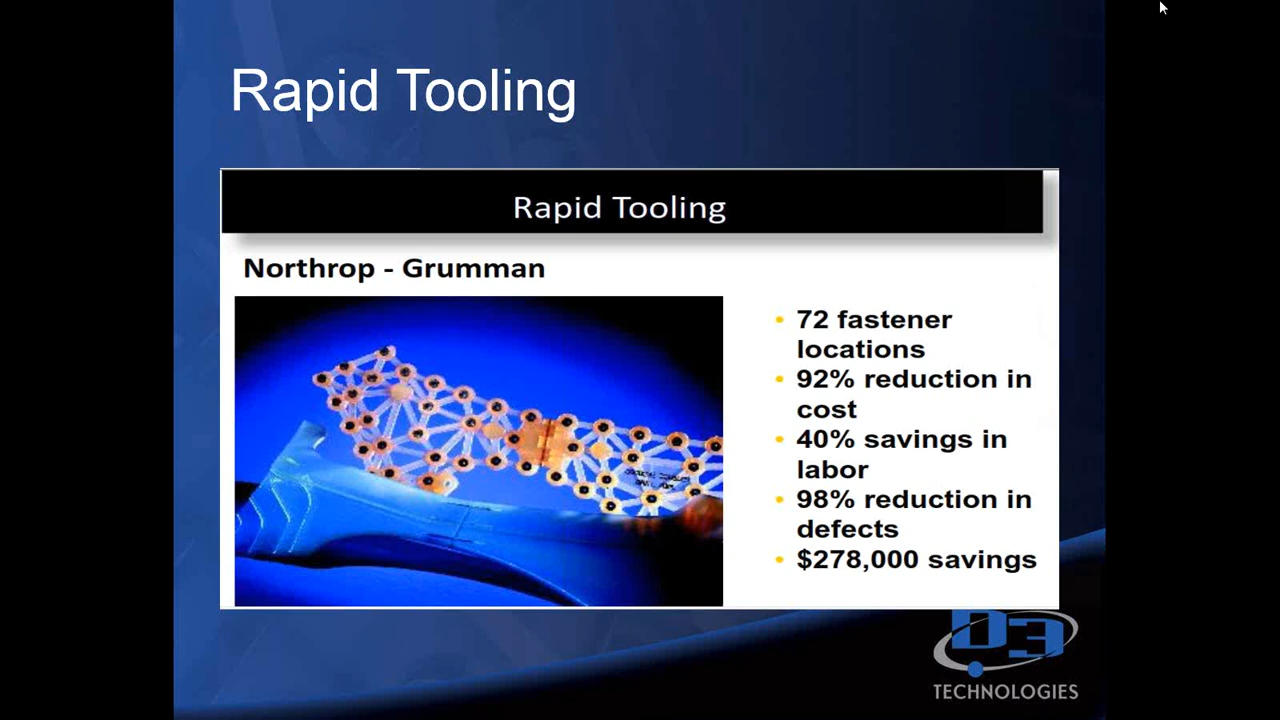 Rapid Tooling
Rapid Tooling
Northrop - Grumman
72 fastener
locations
92% reduction in
cost
40% savings in
labor
98% reduction in
defects
$278,000 savings
D3
TECHNOLOGIES